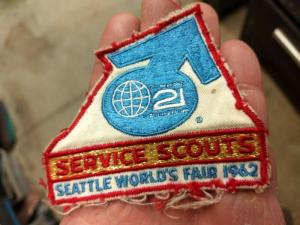 21
®
SERVICE SCOUTS
SEATTLE WORLD'S FAIR 1962